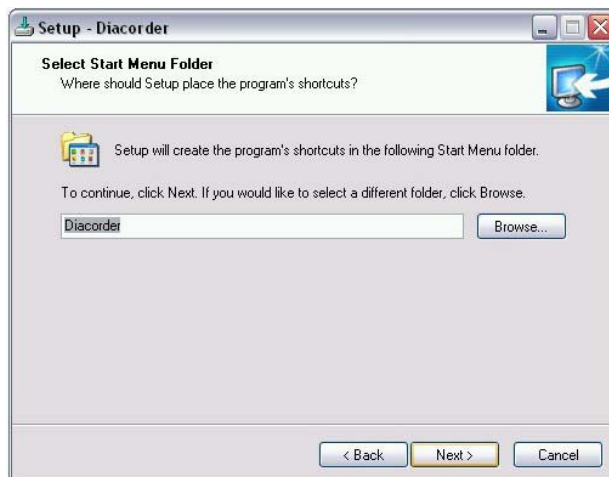 Setup - Diacorder
Select Start Menu Folder
Where should Setup place the program's shortcuts?
Setup will create the program's shortcuts in the following Start Menu folder.
To continue, click Next. If you would like to select a different folder, click Browse.
Diacorder
Browse...
< Back
Next >
Cancel